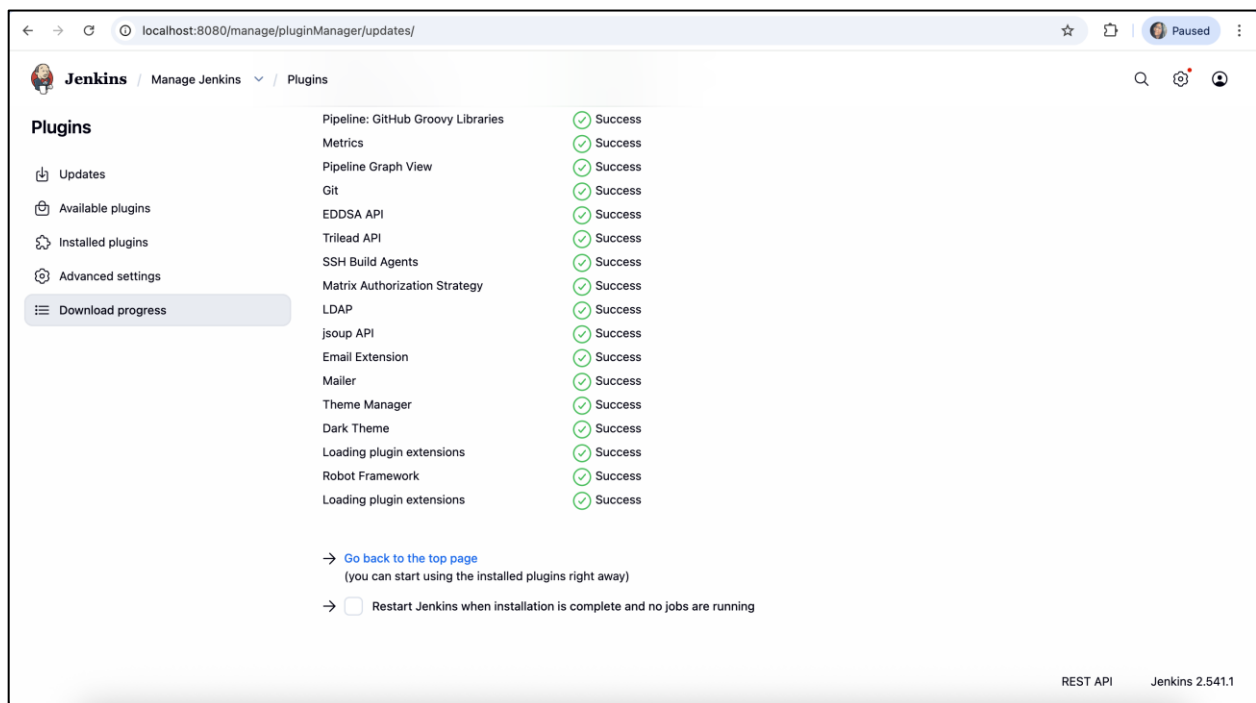 localhost:8080/manage/pluginManager/updates/
Paused
Jenkins / Manage Jenkins / Plugins
Plugins
Updates
Available plugins
Installed plugins
Advanced settings
Download progress
Pipeline: GitHub Groovy Libraries Success
Metrics Success
Pipeline Graph View Success
Git Success
EDDSA API Success
Trilead API Success
SSH Build Agents Success
Matrix Authorization Strategy Success
LDAP Success
jsoup API Success
Email Extension Success
Mailer Success
Theme Manager Success
Dark Theme Success
Loading plugin extensions Success
Robot Framework Success
Loading plugin extensions Success
Go back to the top page
(you can start using the installed plugins right away)
Restart Jenkins when installation is complete and no jobs are running
REST API Jenkins 2.541.1